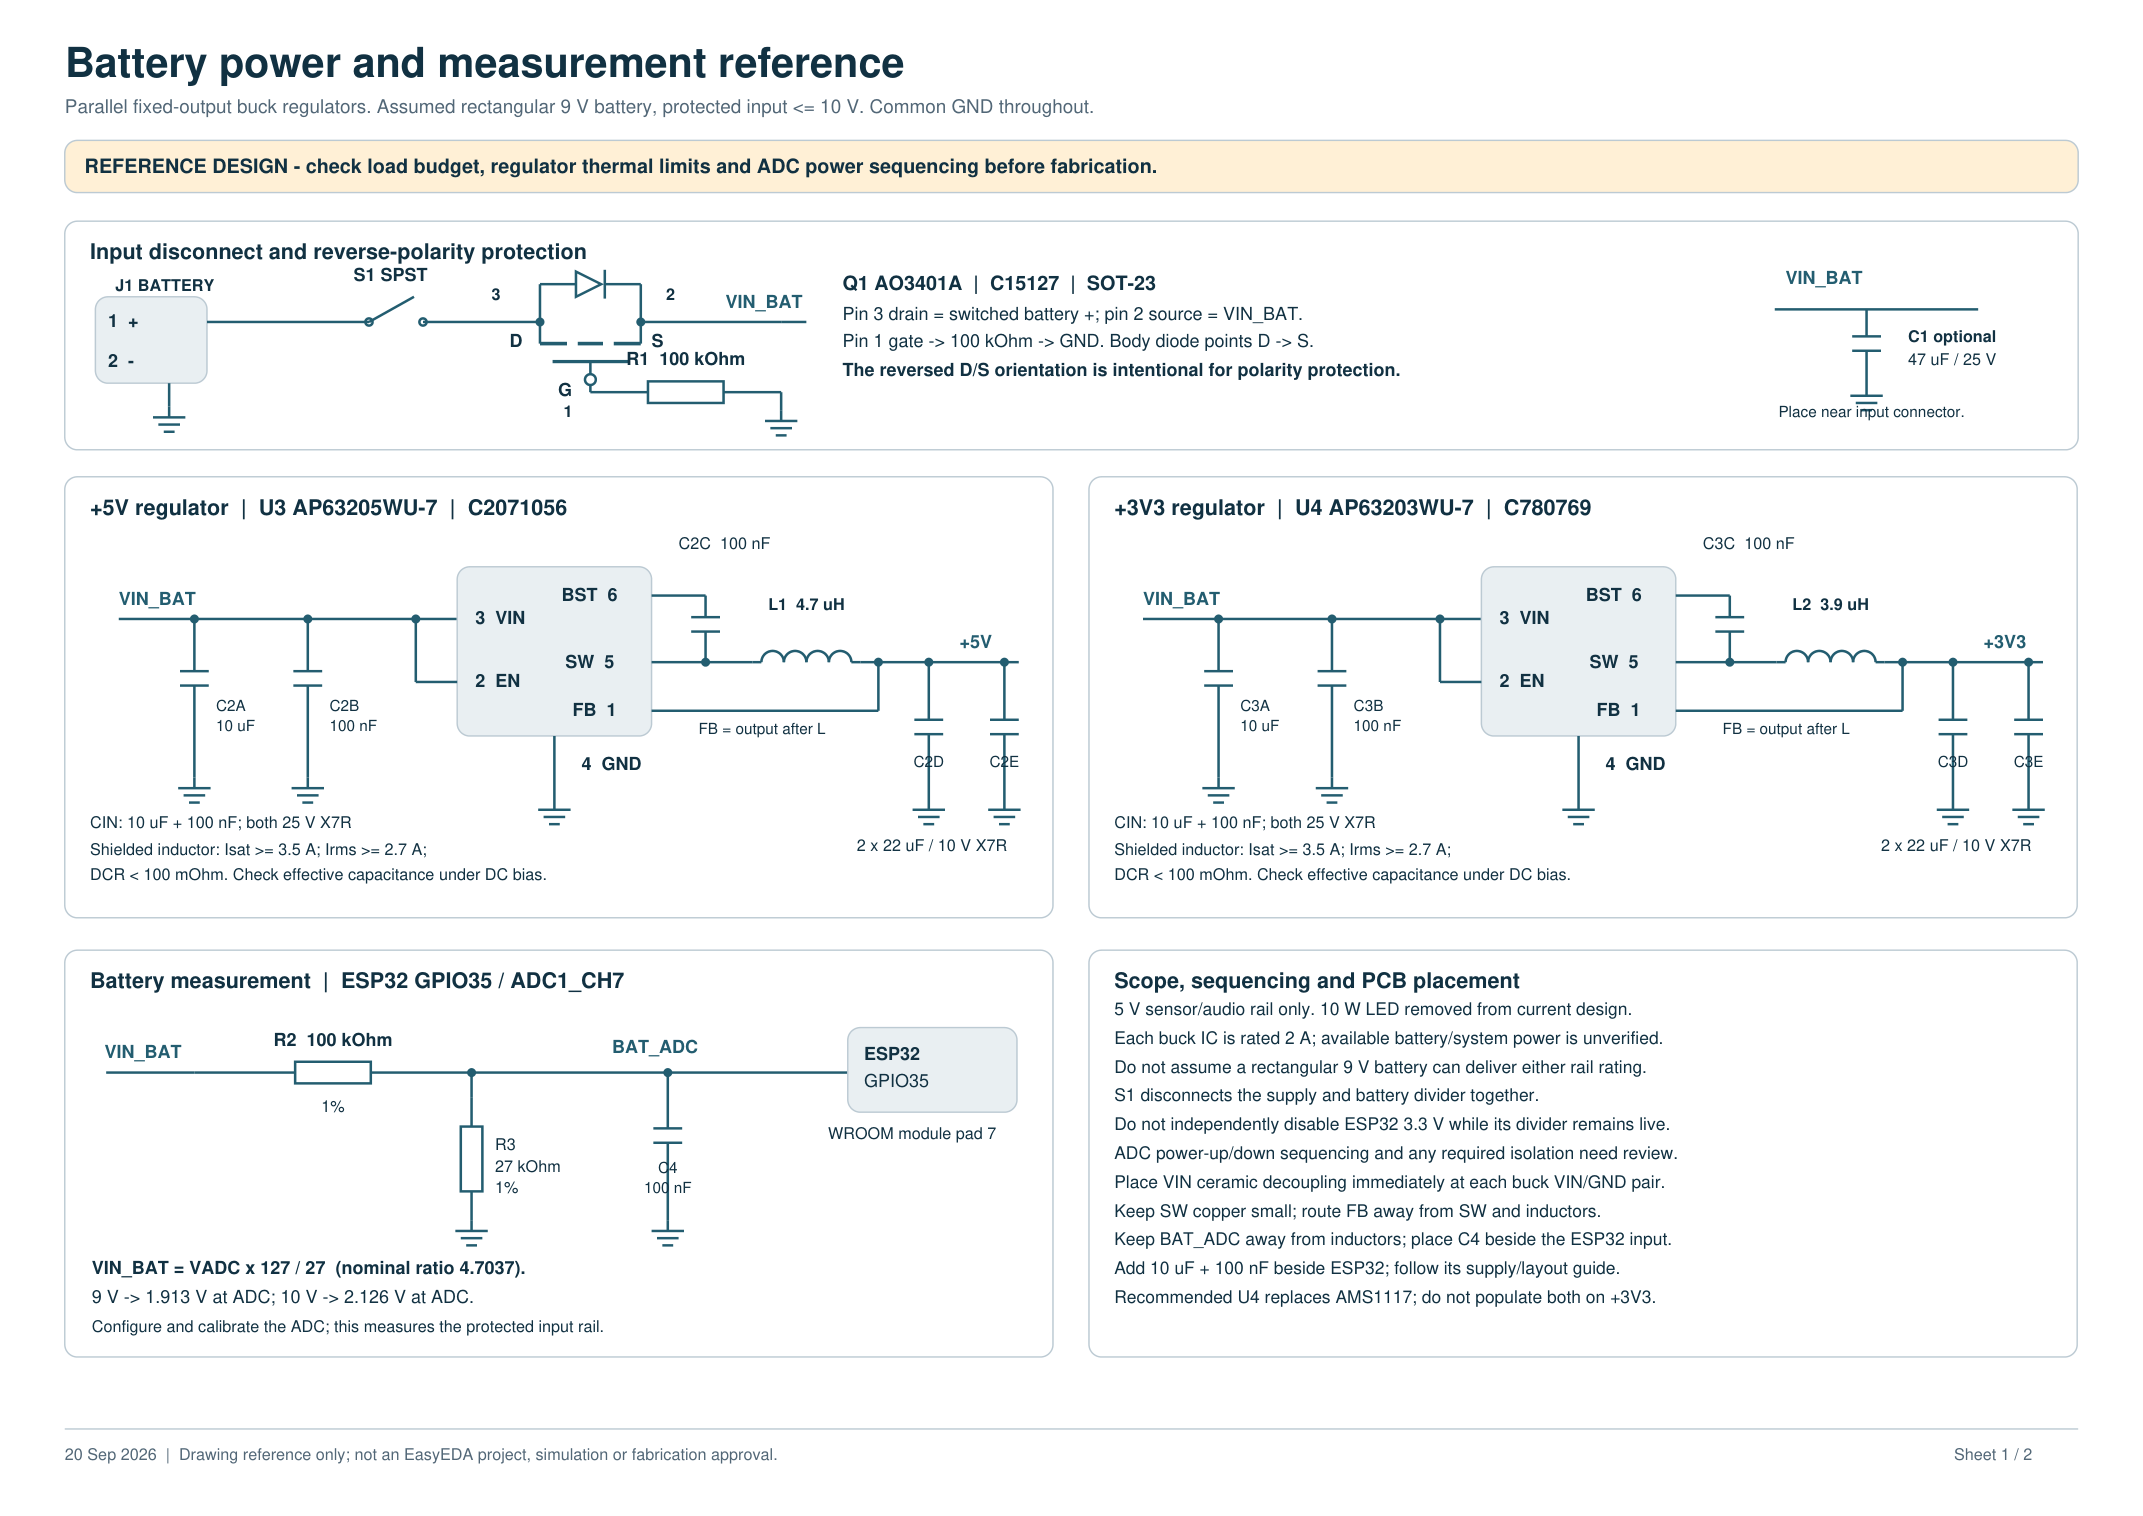 Battery power and measurement reference
Parallel fixed-output buck regulators. Assumed rectangular 9 V battery, protected input <= 10 V. Common GND throughout.
REFERENCE DESIGN - check load budget, regulator thermal limits and ADC power sequencing before fabrication.
Input disconnect and reverse-polarity protection
J1 BATTERY
1 +
2 -
S1 SPST
3
2
D
S
VIN_BAT
R1 100 kOhm
G
1
Q1 AO3401A | C15127 | SOT-23
Pin 3 drain = switched battery +; pin 2 source = VIN_BAT.
Pin 1 gate -> 100 kOhm -> GND. Body diode points D -> S.
The reversed D/S orientation is intentional for polarity protection.
VIN_BAT
C1 optional
47 uF / 25 V
Place near input connector.
+5V regulator | U3 AP63205WU-7 | C2071056
C2C 100 nF
VIN_BAT
BST 6
3 VIN
L1 4.7 uH
+5V
SW 5
2 EN
FB 1
C2A
10 uF
C2B
100 nF
FB = output after L
4 GND
C2D
C2E
CIN: 10 uF + 100 nF; both 25 V X7R
2 x 22 uF / 10 V X7R
Shielded inductor: Isat >= 3.5 A; Irms >= 2.7 A;
DCR < 100 mOhm. Check effective capacitance under DC bias.
+3V3 regulator | U4 AP63203WU-7 | C780769
C3C 100 nF
VIN_BAT
BST 6
3 VIN
L2 3.9 uH
+3V3
SW 5
2 EN
FB 1
C3A
10 uF
C3B
100 nF
FB = output after L
4 GND
C3D
C3E
CIN: 10 uF + 100 nF; both 25 V X7R
2 x 22 uF / 10 V X7R
Shielded inductor: Isat >= 3.5 A; Irms >= 2.7 A;
DCR < 100 mOhm. Check effective capacitance under DC bias.
Battery measurement | ESP32 GPIO35 / ADC1_CH7
VIN_BAT
R2 100 kOhm
1%
BAT_ADC
ESP32
GPIO35
WROOM module pad 7
R3
27 kOhm
1%
C4
100 nF
VIN_BAT = VADC x 127 / 27 (nominal ratio 4.7037).
9 V -> 1.913 V at ADC; 10 V -> 2.126 V at ADC.
Configure and calibrate the ADC; this measures the protected input rail.
Scope, sequencing and PCB placement
5 V sensor/audio rail only. 10 W LED removed from current design.
Each buck IC is rated 2 A; available battery/system power is unverified.
Do not assume a rectangular 9 V battery can deliver either rail rating.
S1 disconnects the supply and battery divider together.
Do not independently disable ESP32 3.3 V while its divider remains live.
ADC power-up/down sequencing and any required isolation need review.
Place VIN ceramic decoupling immediately at each buck VIN/GND pair.
Keep SW copper small; route FB away from SW and inductors.
Keep BAT_ADC away from inductors; place C4 beside the ESP32 input.
Add 10 uF + 100 nF beside ESP32; follow its supply/layout guide.
Recommended U4 replaces AMS1117; do not populate both on +3V3.
20 Sep 2026 | Drawing reference only; not an EasyEDA project, simulation or fabrication approval.
Sheet 1 / 2